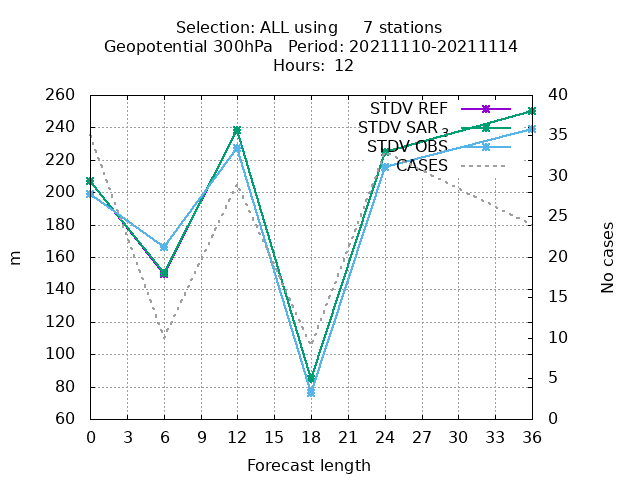 Selection: ALL using 7 stations
Geopotential 300hPa Period: 20211110-20211114
Hours: 12
260
240
220
200
180
160
140
120
100
80
60
m
40
35
30
25
20
15
10
5
0
No cases
STDV REF
STDV SAR 3
STDV OBS
CASES
0 3 6 9 12 15 18 21 24 27 30 33 36
Forecast length